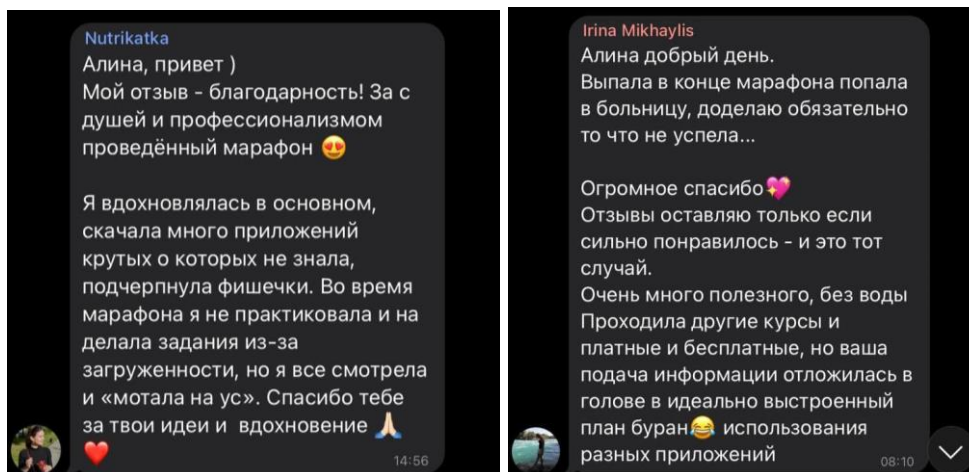 Nutrikatka
Алина, привет )
Мой отзыв - благодарность! За с
душей и профессионализмом
проведённый марафон 😍
Я вдохновлялась в основном,
скачала много приложений
крутых о которых не знала,
подчерпнула фишечки. Во время
марафона я не практиковала и на
делала задания из-за
загруженности, но я все смотрела
и «мотала на ус». Спасибо тебе
за твои идеи и вдохновение 🙏🏻
❤️
14:56
Irina Mikhaylis
Алина добрый день.
Выпала в конце марафона попала
в больницу, доделаю обязательно
то что не успела...
Огромное спасибо💖
Отзывы оставляю только если
сильно понравилось - и это тот
случай.
Очень много полезного, без воды
Проходила другие курсы и
платные и бесплатные, но ваша
подача информации отложилась в
голове в идеально выстроенный
план буран😂 использования
разных приложений
08:10